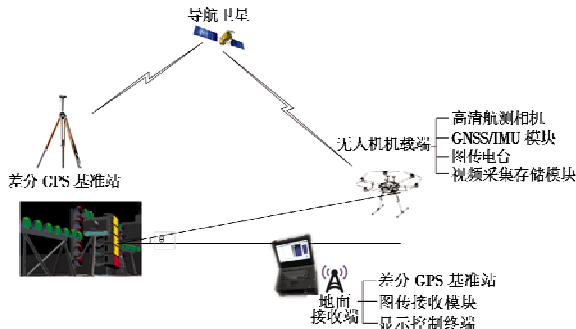 导航卫星
高清航测相机
GNSS/IMU 模块
无人机机载端
图传电台
视频采集存储模块
差分 GPS 基准站
θ
差分 GPS 基准站
地面
接收端
图传接收模块
显示控制终端